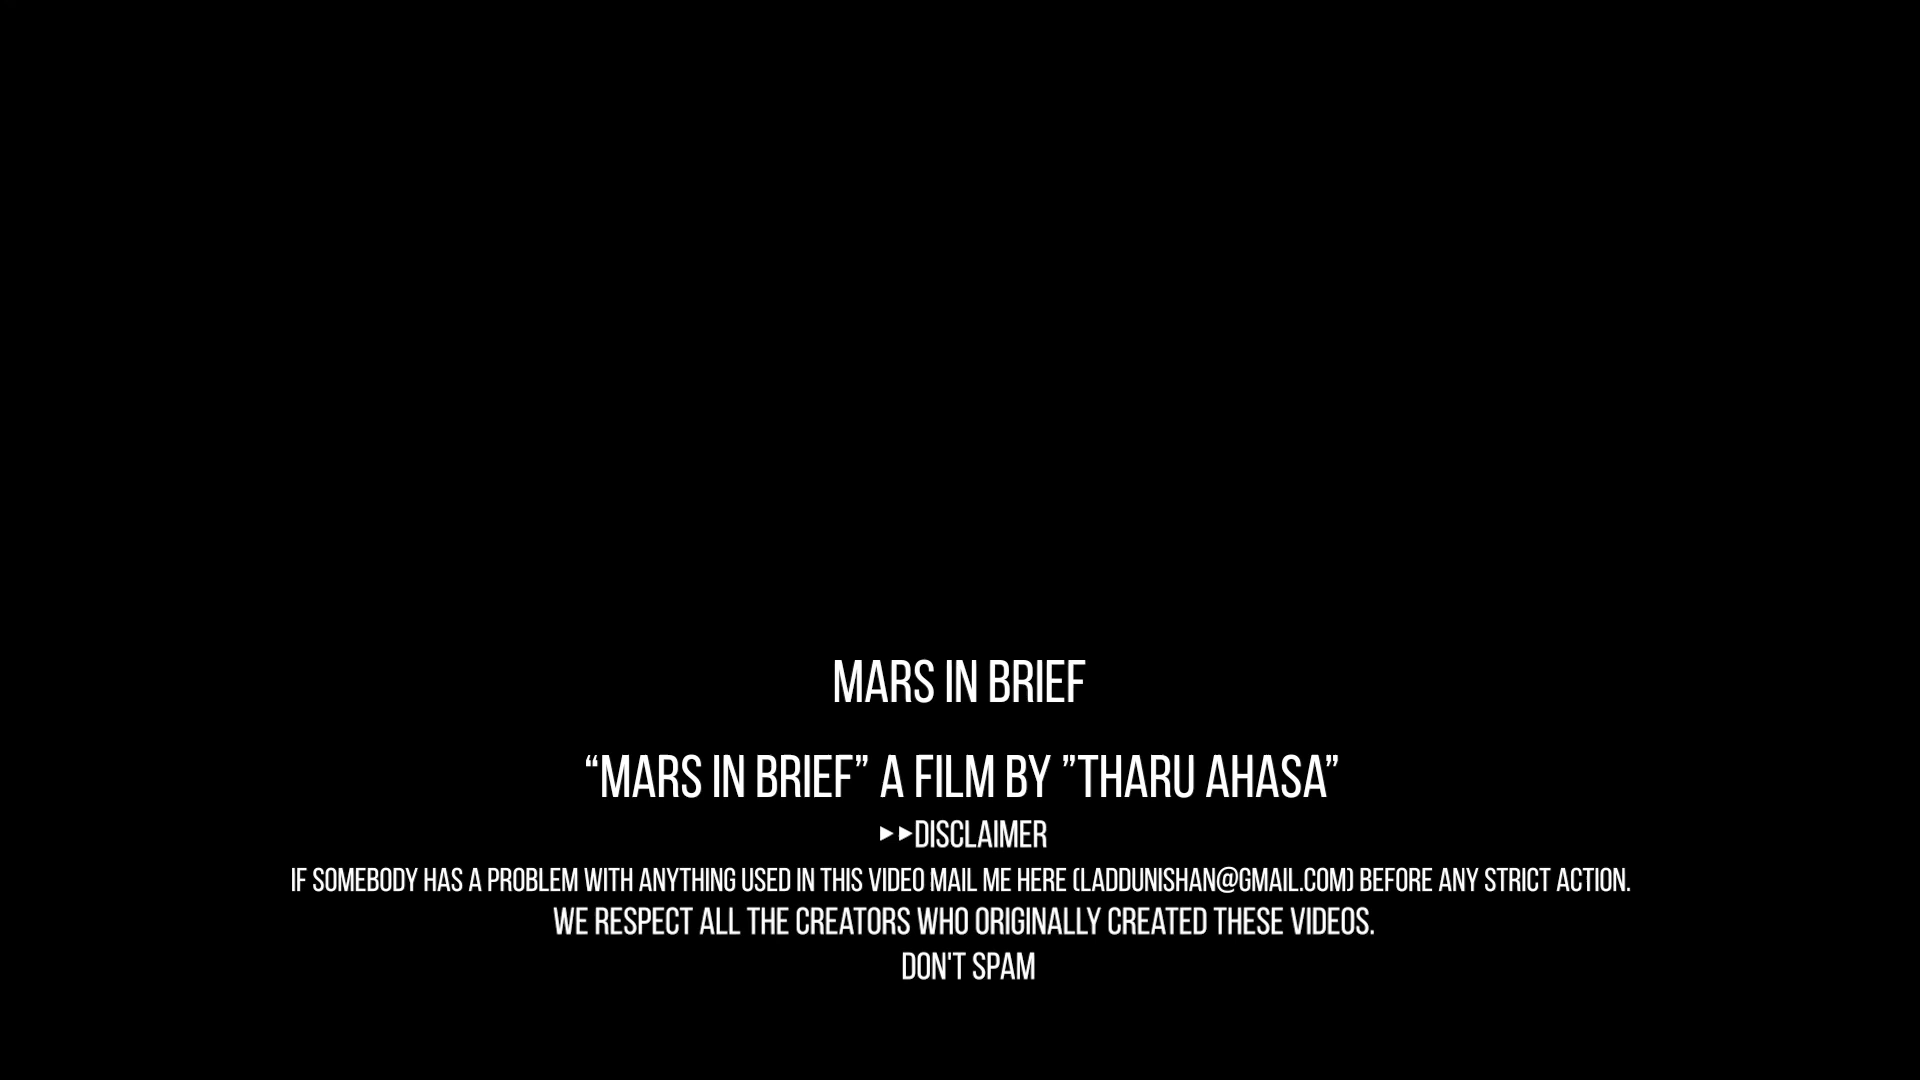 MARS IN BRIEF
“MARS IN BRIEF” A FILM BY ”THARU AHASA”
▶▶DISCLAIMER
IF SOMEBODY HAS A PROBLEM WITH ANYTHING USED IN THIS VIDEO MAIL ME HERE (LADDUNISHAN@GMAIL.COM) BEFORE ANY STRICT ACTION.
WE RESPECT ALL THE CREATORS WHO ORIGINALLY CREATED THESE VIDEOS.
DON'T SPAM